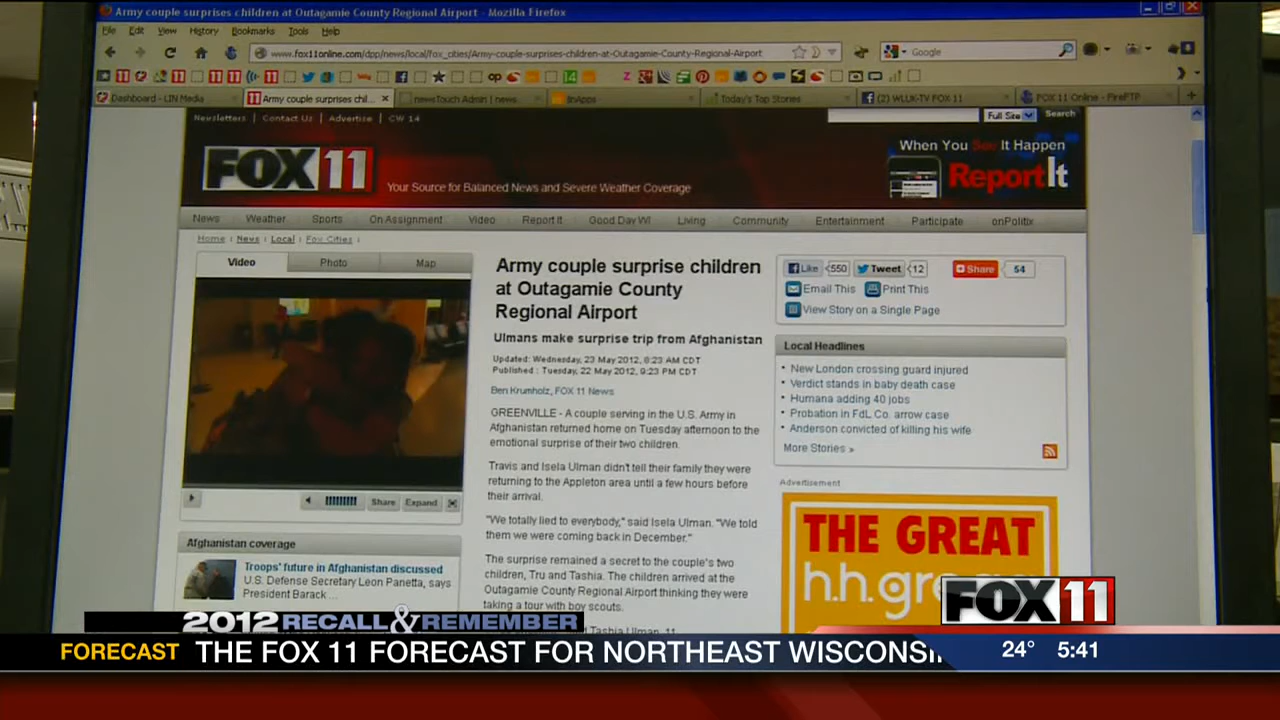 Army couple surprises children at Outagamie County Regional Airport - Mozilla Firefox
File Edit View History Bookmarks Tools Help
www.fox11online.com/dpp/news/local/fox_cities/Army-couple-surprises-children-at-Outagamie-County-Regional-Airport
Google
Dashboard - LIN Media
Army couple surprises chil...
newsTouch Admin | news...
InApps
Today's Top Stories
(2) WLUK-TV FOX 11
FOX 11 Online - FireFTP
Newsletters | Contact Us | Advertise | CW 14
Full Site
Search
FOX 11
Your Source for Balanced News and Severe Weather Coverage
When You See It Happen
Report It
News Weather Sports On Assignment Video Report It Good Day WI Living Community Entertainment Participate onPolitix
Home : News : Local : Fox Cities :
Video Photo Map
Share Expand
Afghanistan coverage
Troops' future in Afghanistan discussed
U.S. Defense Secretary Leon Panetta, says
President Barack ...
Army couple surprise children
at Outagamie County
Regional Airport
Ulmans make surprise trip from Afghanistan
Updated: Wednesday, 23 May 2012, 8:23 AM CDT
Published : Tuesday, 22 May 2012, 9:23 PM CDT
Ben Krumholz, FOX 11 News
GREENVILLE - A couple serving in the U.S. Army in
Afghanistan returned home on Tuesday afternoon to the
emotional surprise of their two children.
Travis and Isela Ulman didn't tell their family they were
returning to the Appleton area until a few hours before
their arrival.
"We totally lied to everybody," said Isela Ulman. "We told
them we were coming back in December."
The surprise remained a secret to the couple's two
children, Tru and Tashia. The children arrived at the
Outagamie County Regional Airport thinking they were
taking a tour with boy scouts.
Tashia Ulman, 11
Like 550 Tweet 12 Share 54
Email This Print This
View Story on a Single Page
Local Headlines
New London crossing guard injured
Verdict stands in baby death case
Humana adding 40 jobs
Probation in FdL Co. arrow case
Anderson convicted of killing his wife
More Stories »
Advertisement
THE GREAT
h.h.gre
FOX 11
2012 RECALL & REMEMBER
FORECAST THE FOX 11 FORECAST FOR NORTHEAST WISCONSI
24° 5:41